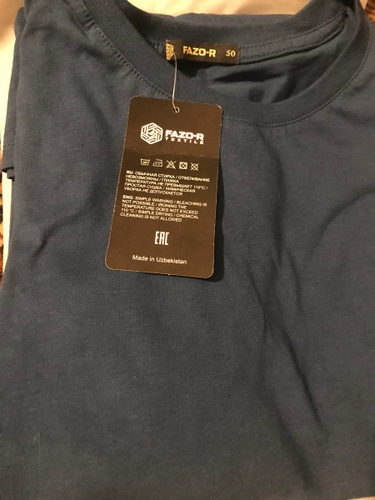 FAZO-R 50
FAZO-R
TEXTILE
RU: ОБЫЧНАЯ СТИРКА / ОТБЕЛИВАНИЕ
НЕВОЗМОЖНЫ / ГЛАЖКА
ТЕМПЕРАТУРА НЕ ПРЕВЫШАЕТ 110°C /
ПРОСТАЯ СУШКА / ХИМИЧЕСКАЯ
УБОРКА НЕ ДОПУСКАЕТСЯ
ENG: SIMPLE WASHING / BLEACHING IS
NOT POSSIBLE / IRONING THE
TEMPERATURE DOES NOT EXCEED
110°C / SIMPLE DRYING / CHEMICAL
CLEANING IS NOT ALLOWED
EAC
Made in Uzbekistan